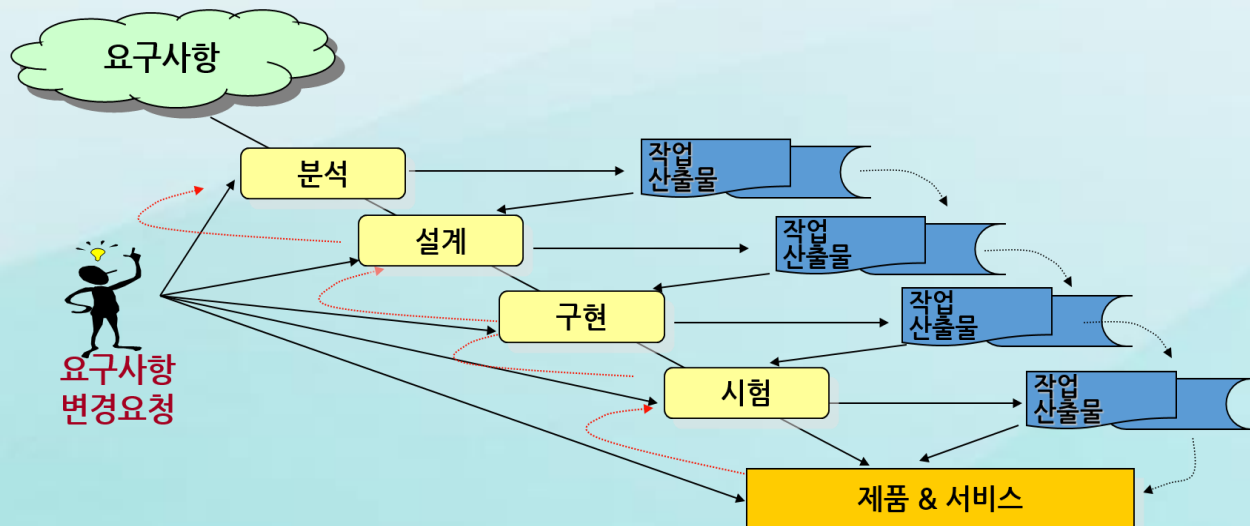 요구사항
분석
작업
산출물
설계
작업
산출물
구현
작업
산출물
시험
작업
산출물
요구사항
변경요청
제품 & 서비스